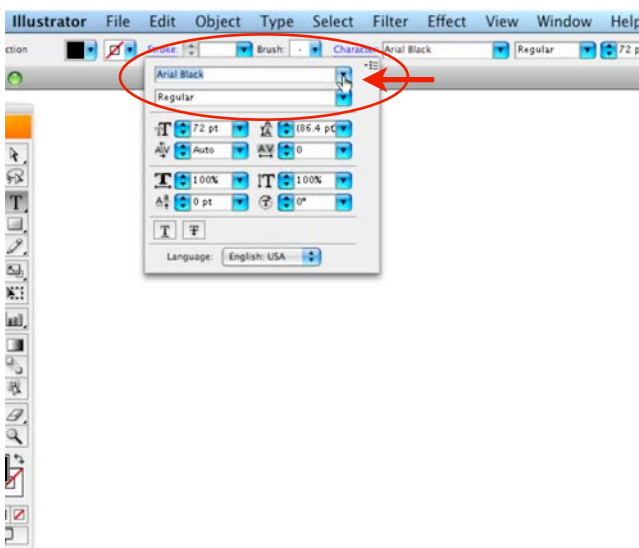 Illustrator File Edit Object Type Select Filter Effect View Window Help
ction Stroke: Brush: - Character: Arial Black Regular 72 p
Arial Black
Regular
72 pt (86.4 pt
Auto 0
100% 100%
0 pt 0°
Language: English: USA